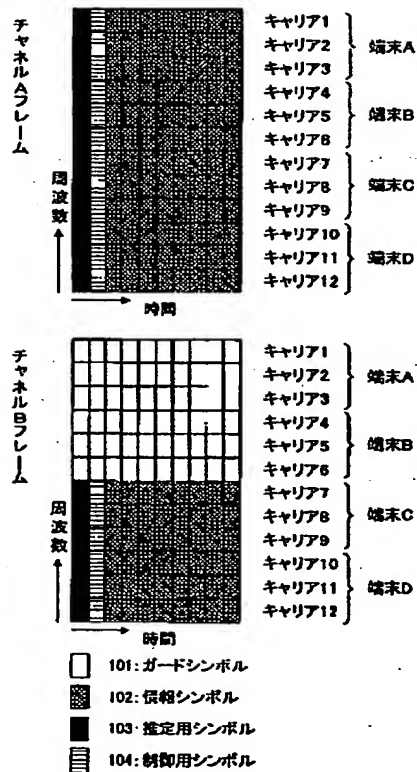 チャネルAフレーム
周波数
時間
キャリア1
キャリア2
キャリア3
キャリア4
キャリア5
キャリア6
キャリア7
キャリア8
キャリア9
キャリア10
キャリア11
キャリア12
端末A
端末B
端末C
端末D
チャネルBフレーム
周波数
時間
キャリア1
キャリア2
キャリア3
キャリア4
キャリア5
キャリア6
キャリア7
キャリア8
キャリア9
キャリア10
キャリア11
キャリア12
端末A
端末B
端末C
端末D
101:ガードシンボル
102:情報シンボル
103:推定用シンボル
104:制御用シンボル